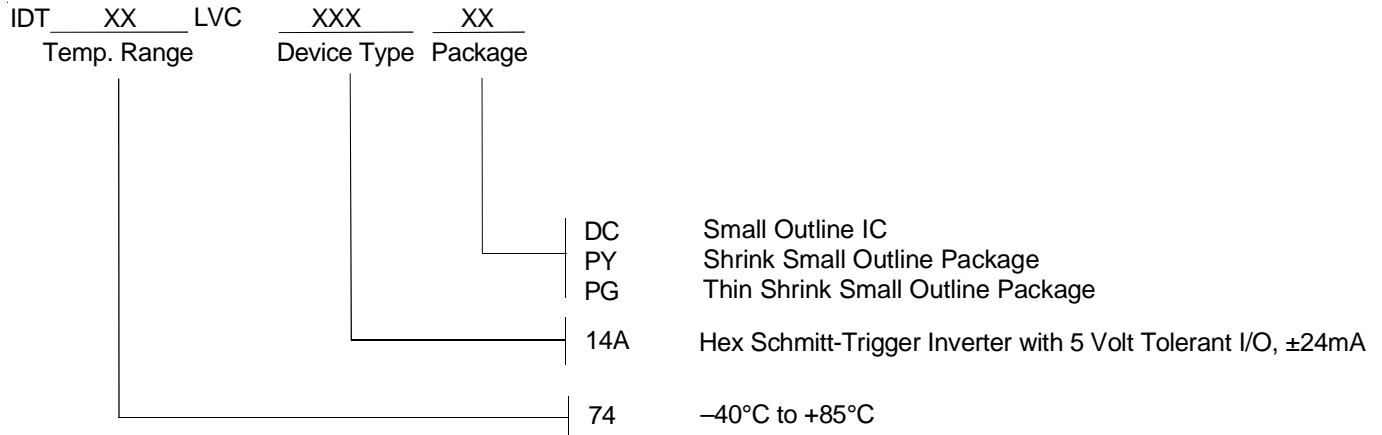 IDT XX LVC XXX XX
Temp. Range Device Type Package
DC Small Outline IC
PY Shrink Small Outline Package
PG Thin Shrink Small Outline Package
14A Hex Schmitt-Trigger Inverter with 5 Volt Tolerant I/O, ±24mA
74 –40°C to +85°C